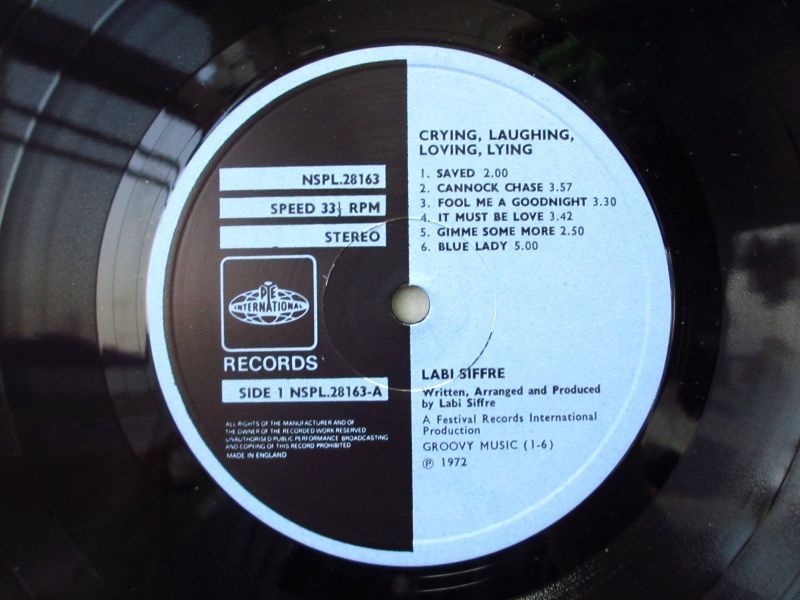 NSPL.28163
SPEED 33⅓ RPM
STEREO
PYE
INTERNATIONAL
RECORDS
SIDE 1 NSPL.28163-A
ALL RIGHTS OF THE MANUFACTURER AND OF
THE OWNER OF THE RECORDED WORK RESERVED
UNAUTHORISED PUBLIC PERFORMANCE BROADCASTING
AND COPYING OF THIS RECORD PROHIBITED
MADE IN ENGLAND
CRYING, LAUGHING,
LOVING, LYING
1. SAVED 2.00
2. CANNOCK CHASE 3.57
3. FOOL ME A GOODNIGHT 3.30
4. IT MUST BE LOVE 3.42
5. GIMME SOME MORE 2.50
6. BLUE LADY 5.00
LABI SIFFRE
Written, Arranged and Produced
by Labi Siffre
A Festival Records International
Production
GROOVY MUSIC (1-6)
℗ 1972